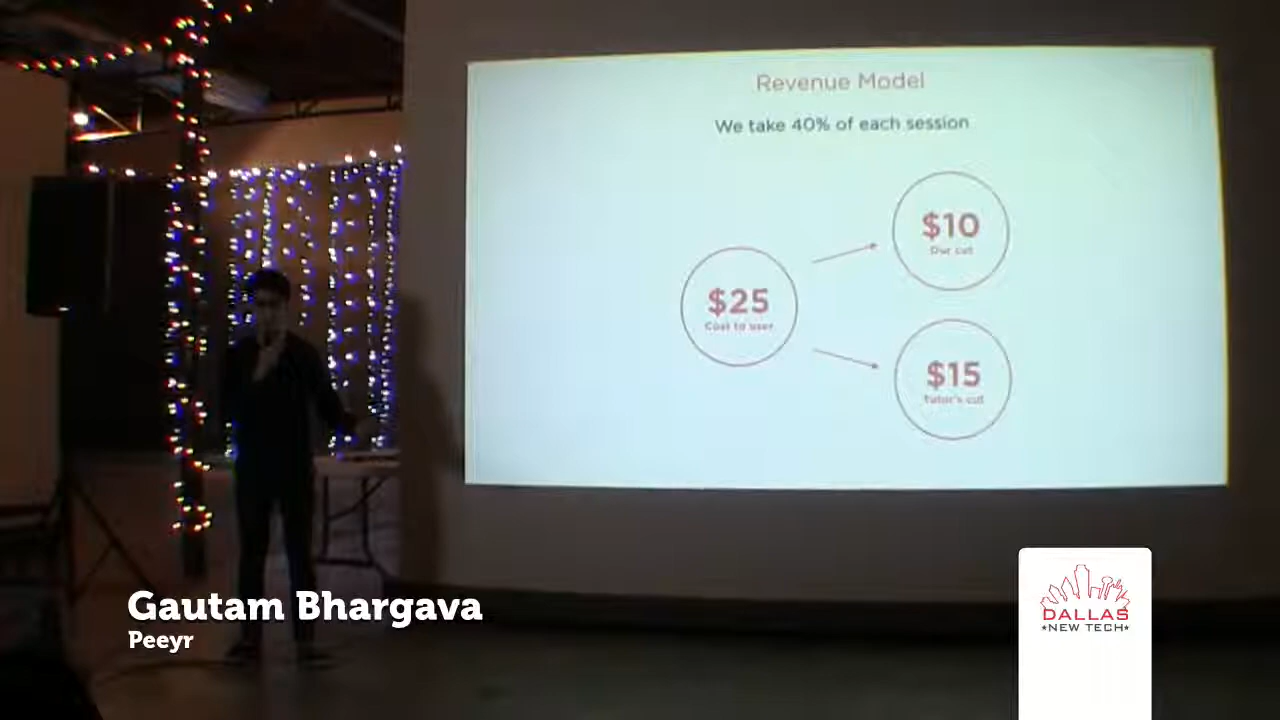 Revenue Model
We take 40% of each session
$10
Our cut
$25
Cost to user
$15
Tutor's cut
Gautam Bhargava
Peeyr
DALLAS
★NEW TECH★